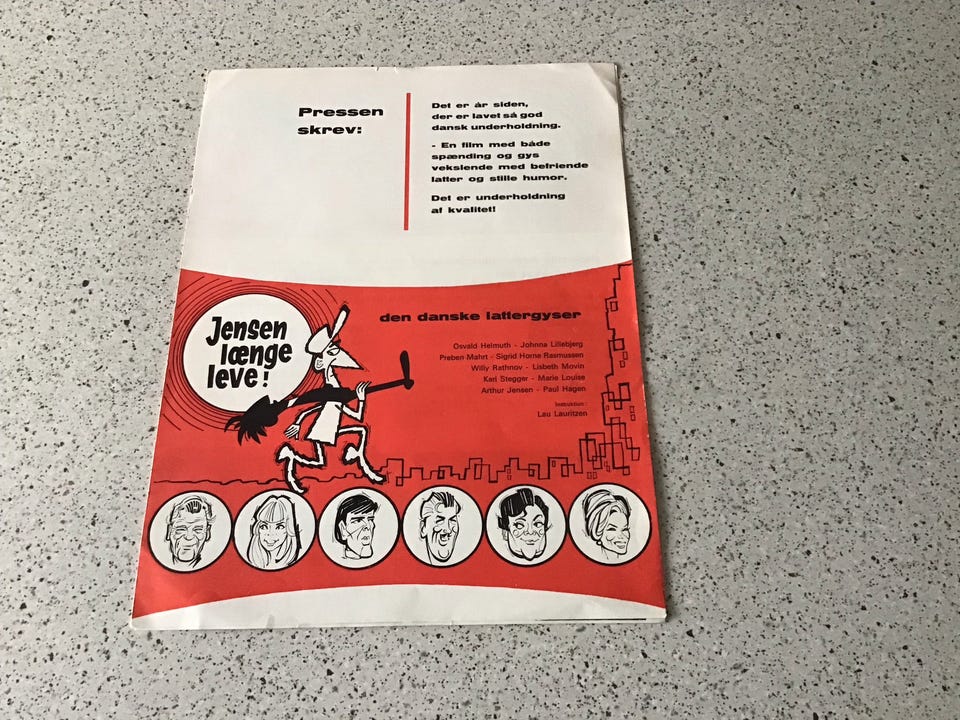 Pressen
skrev:
Det er år siden,
der er lavet så god
dansk underholdning.
- En film med både
spænding og gys
vekslende med befriende
latter og stille humor.
Det er underholdning
af kvalitet!
Jensen
længe
leve!
den danske lattergyser
Osvald Helmuth - Johnna Lillebjerg
Preben Mahrt - Sigrid Horne Rasmussen
Willy Rathnov - Lisbeth Movin
Karl Stegger - Marie Louise
Arthur Jensen - Paul Hagen
Instruktion:
Lau Lauritzen